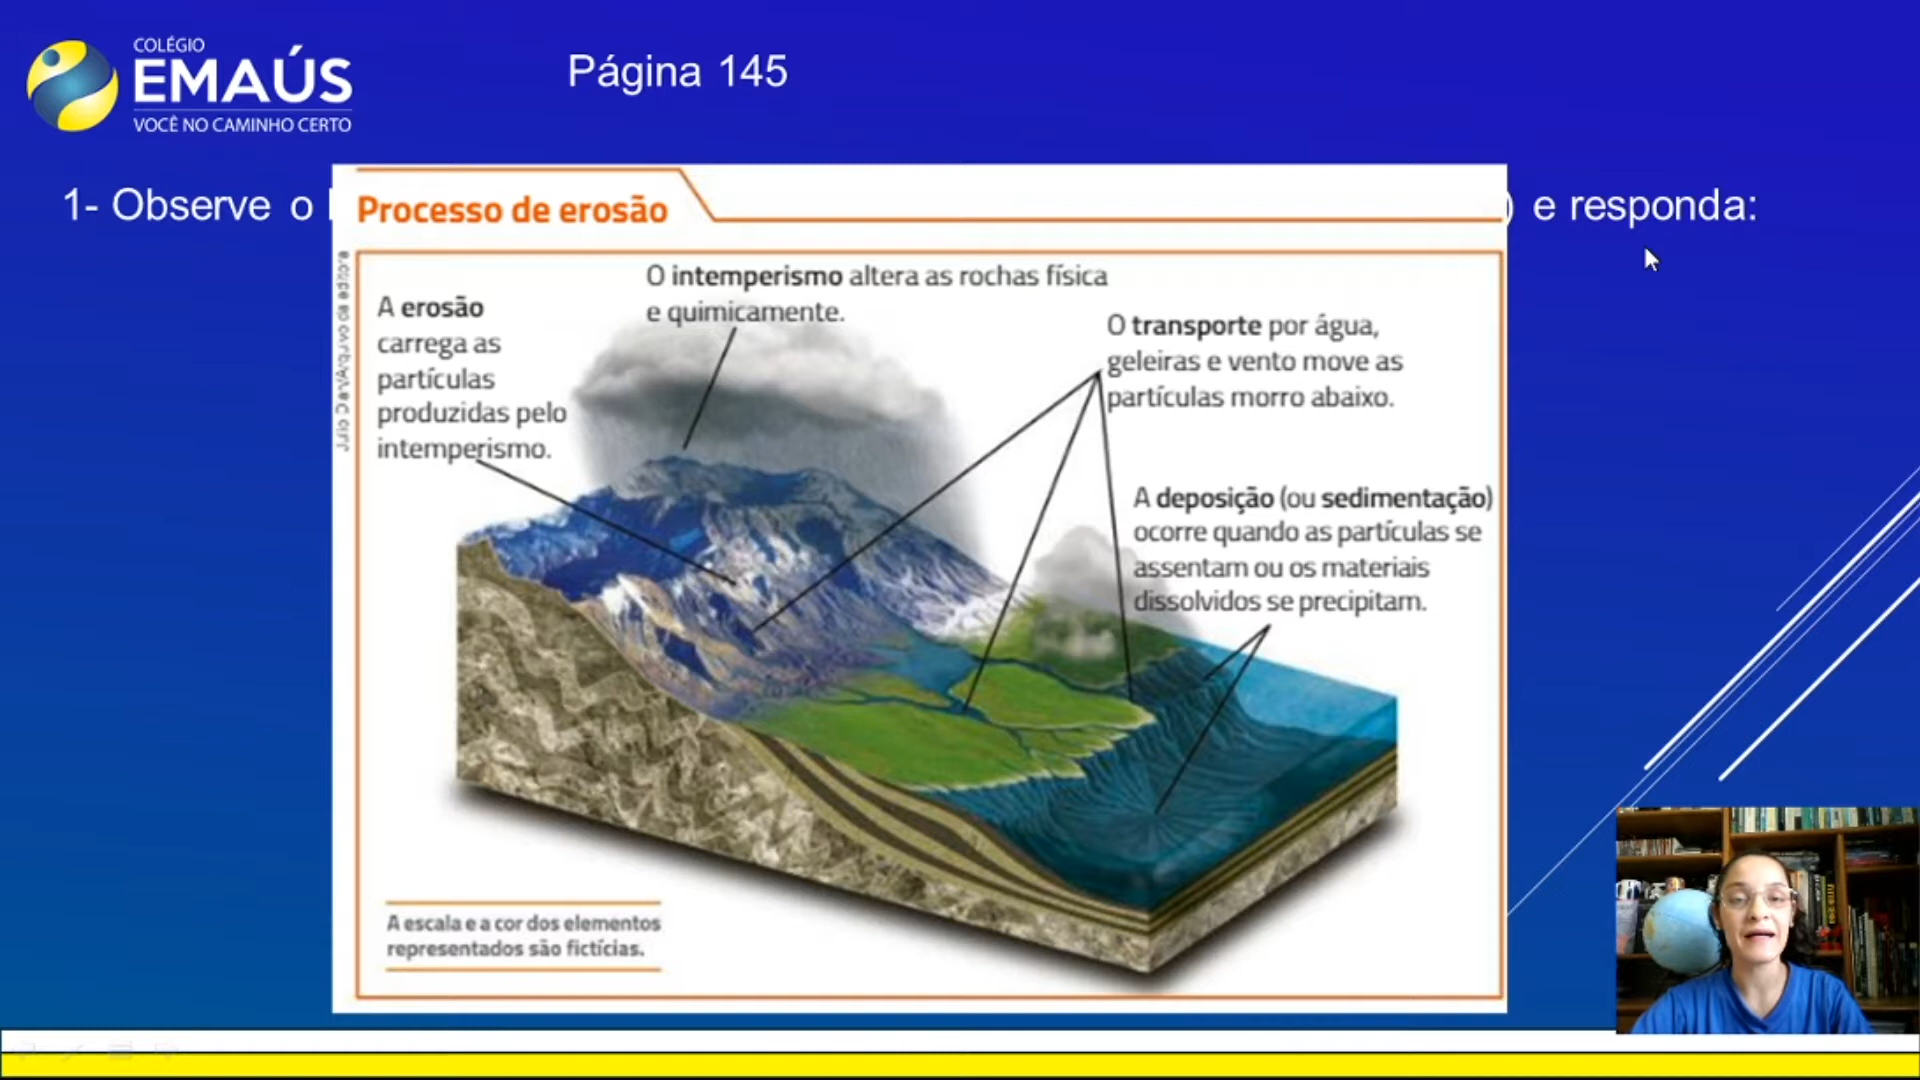 COLÉGIO
EMAÚS
VOCÊ NO CAMINHO CERTO
Página 145
1- Observe o
) e responda:
Processo de erosão
O intemperismo altera as rochas física
e quimicamente.
A erosão
carrega as
partículas
produzidas pelo
intemperismo.
O transporte por água,
geleiras e vento move as
partículas morro abaixo.
A deposição (ou sedimentação)
ocorre quando as partículas se
assentam ou os materiais
dissolvidos se precipitam.
A escala e a cor dos elementos
representados são fictícias.